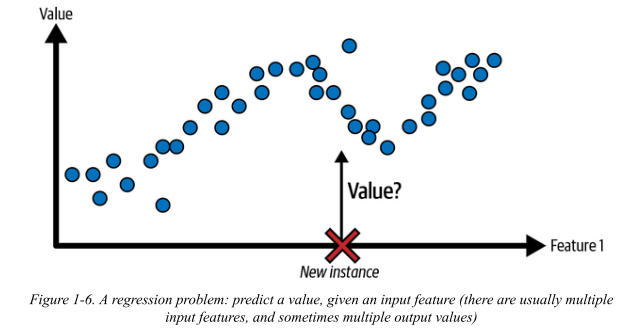 Value
Value?
Feature 1
New instance
Figure 1-6. A regression problem: predict a value, given an input feature (there are usually multiple
input features, and sometimes multiple output values)